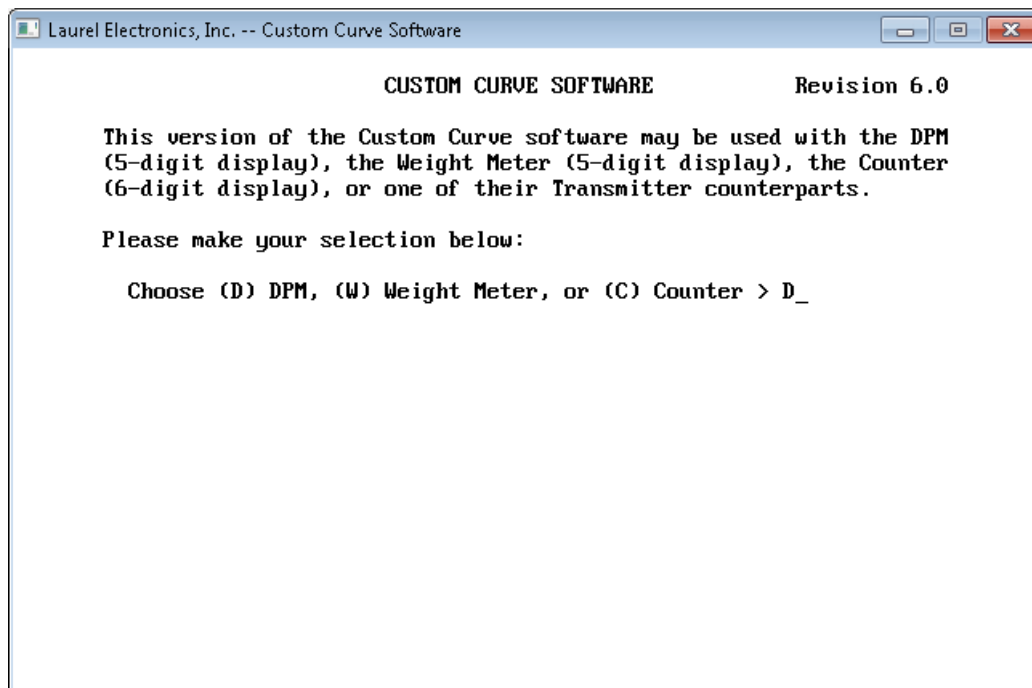 Laurel Electronics, Inc. -- Custom Curve Software
CUSTOM CURVE SOFTWARE Revision 6.0
This version of the Custom Curve software may be used with the DPM
(5-digit display), the Weight Meter (5-digit display), the Counter
(6-digit display), or one of their Transmitter counterparts.
Please make your selection below:
Choose (D) DPM, (W) Weight Meter, or (C) Counter > D_